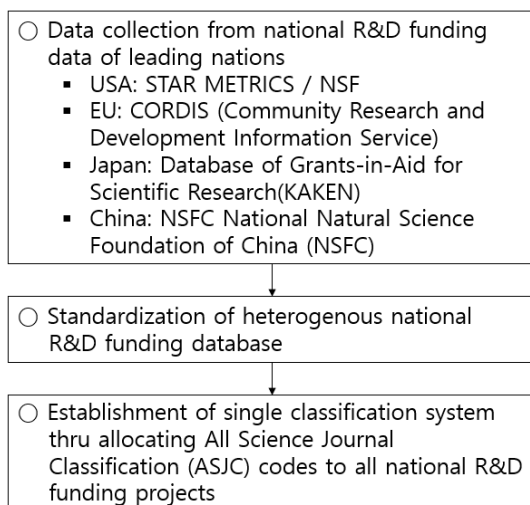 ○ Data collection from national R&D funding
data of leading nations
▪ USA: STAR METRICS / NSF
▪ EU: CORDIS (Community Research and
Development Information Service)
▪ Japan: Database of Grants-in-Aid for
Scientific Research(KAKEN)
▪ China: NSFC National Natural Science
Foundation of China (NSFC)
○ Standardization of heterogenous national
R&D funding database
○ Establishment of single classification system
thru allocating All Science Journal
Classification (ASJC) codes to all national R&D
funding projects